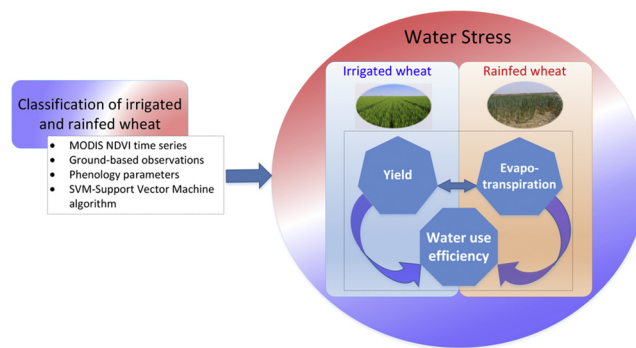 Water Stress
Classification of irrigated
and rainfed wheat
• MODIS NDVI time series
• Ground-based observations
• Phenology parameters
• SVM-Support Vector Machine
algorithm
Irrigated wheat
Rainfed wheat
Yield
Evapo-
transpiration
Water use
efficiency